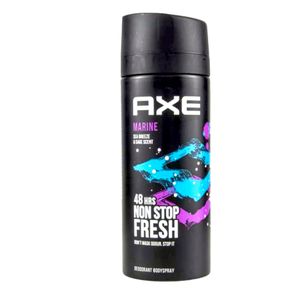 AXE
MARINE
SEA BREEZE
& SAGE SCENT
48 HRS
NON STOP
FRESH
DON'T MASK ODOUR, STOP IT
DEODORANT BODYSPRAY